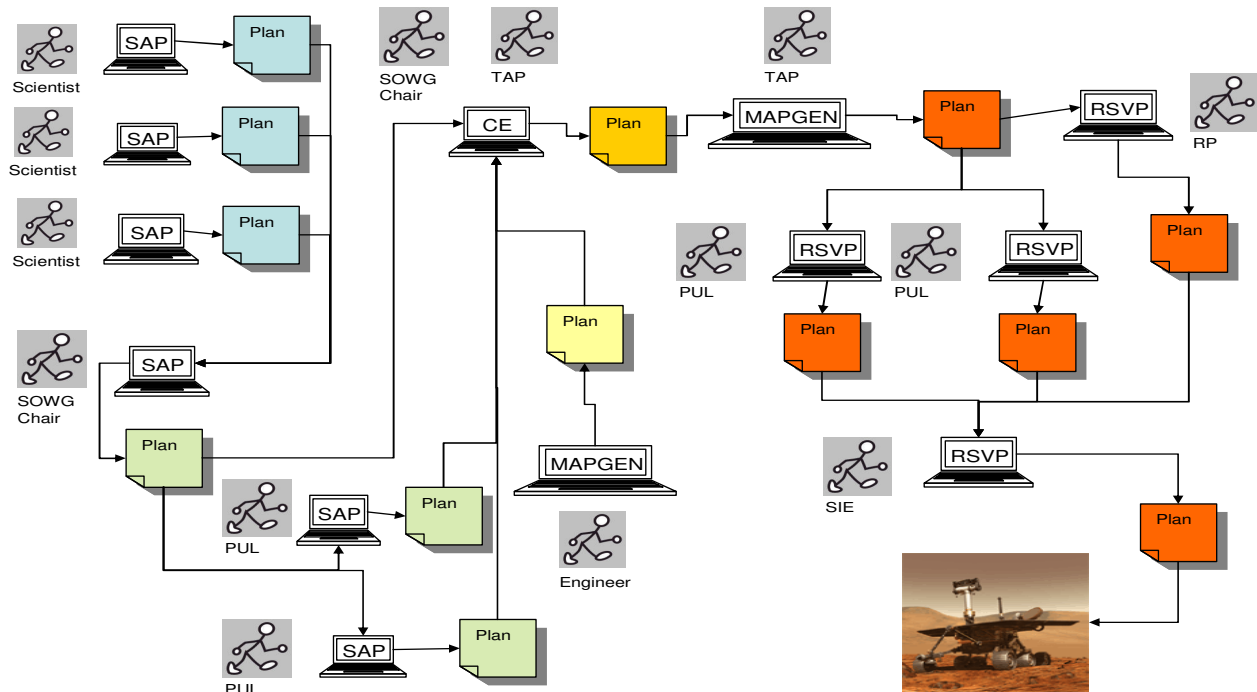 SAP
Plan
Scientist
SAP
Plan
Scientist
SAP
Plan
Scientist
SOWG
Chair
TAP
CE
Plan
TAP
MAPGEN
Plan
RSVP
RP
Plan
PUL
RSVP
PUL
RSVP
Plan
Plan
Plan
SAP
SOWG
Chair
Plan
MAPGEN
Engineer
PUL
SAP
Plan
PUL
SAP
Plan
RSVP
SIE
Plan